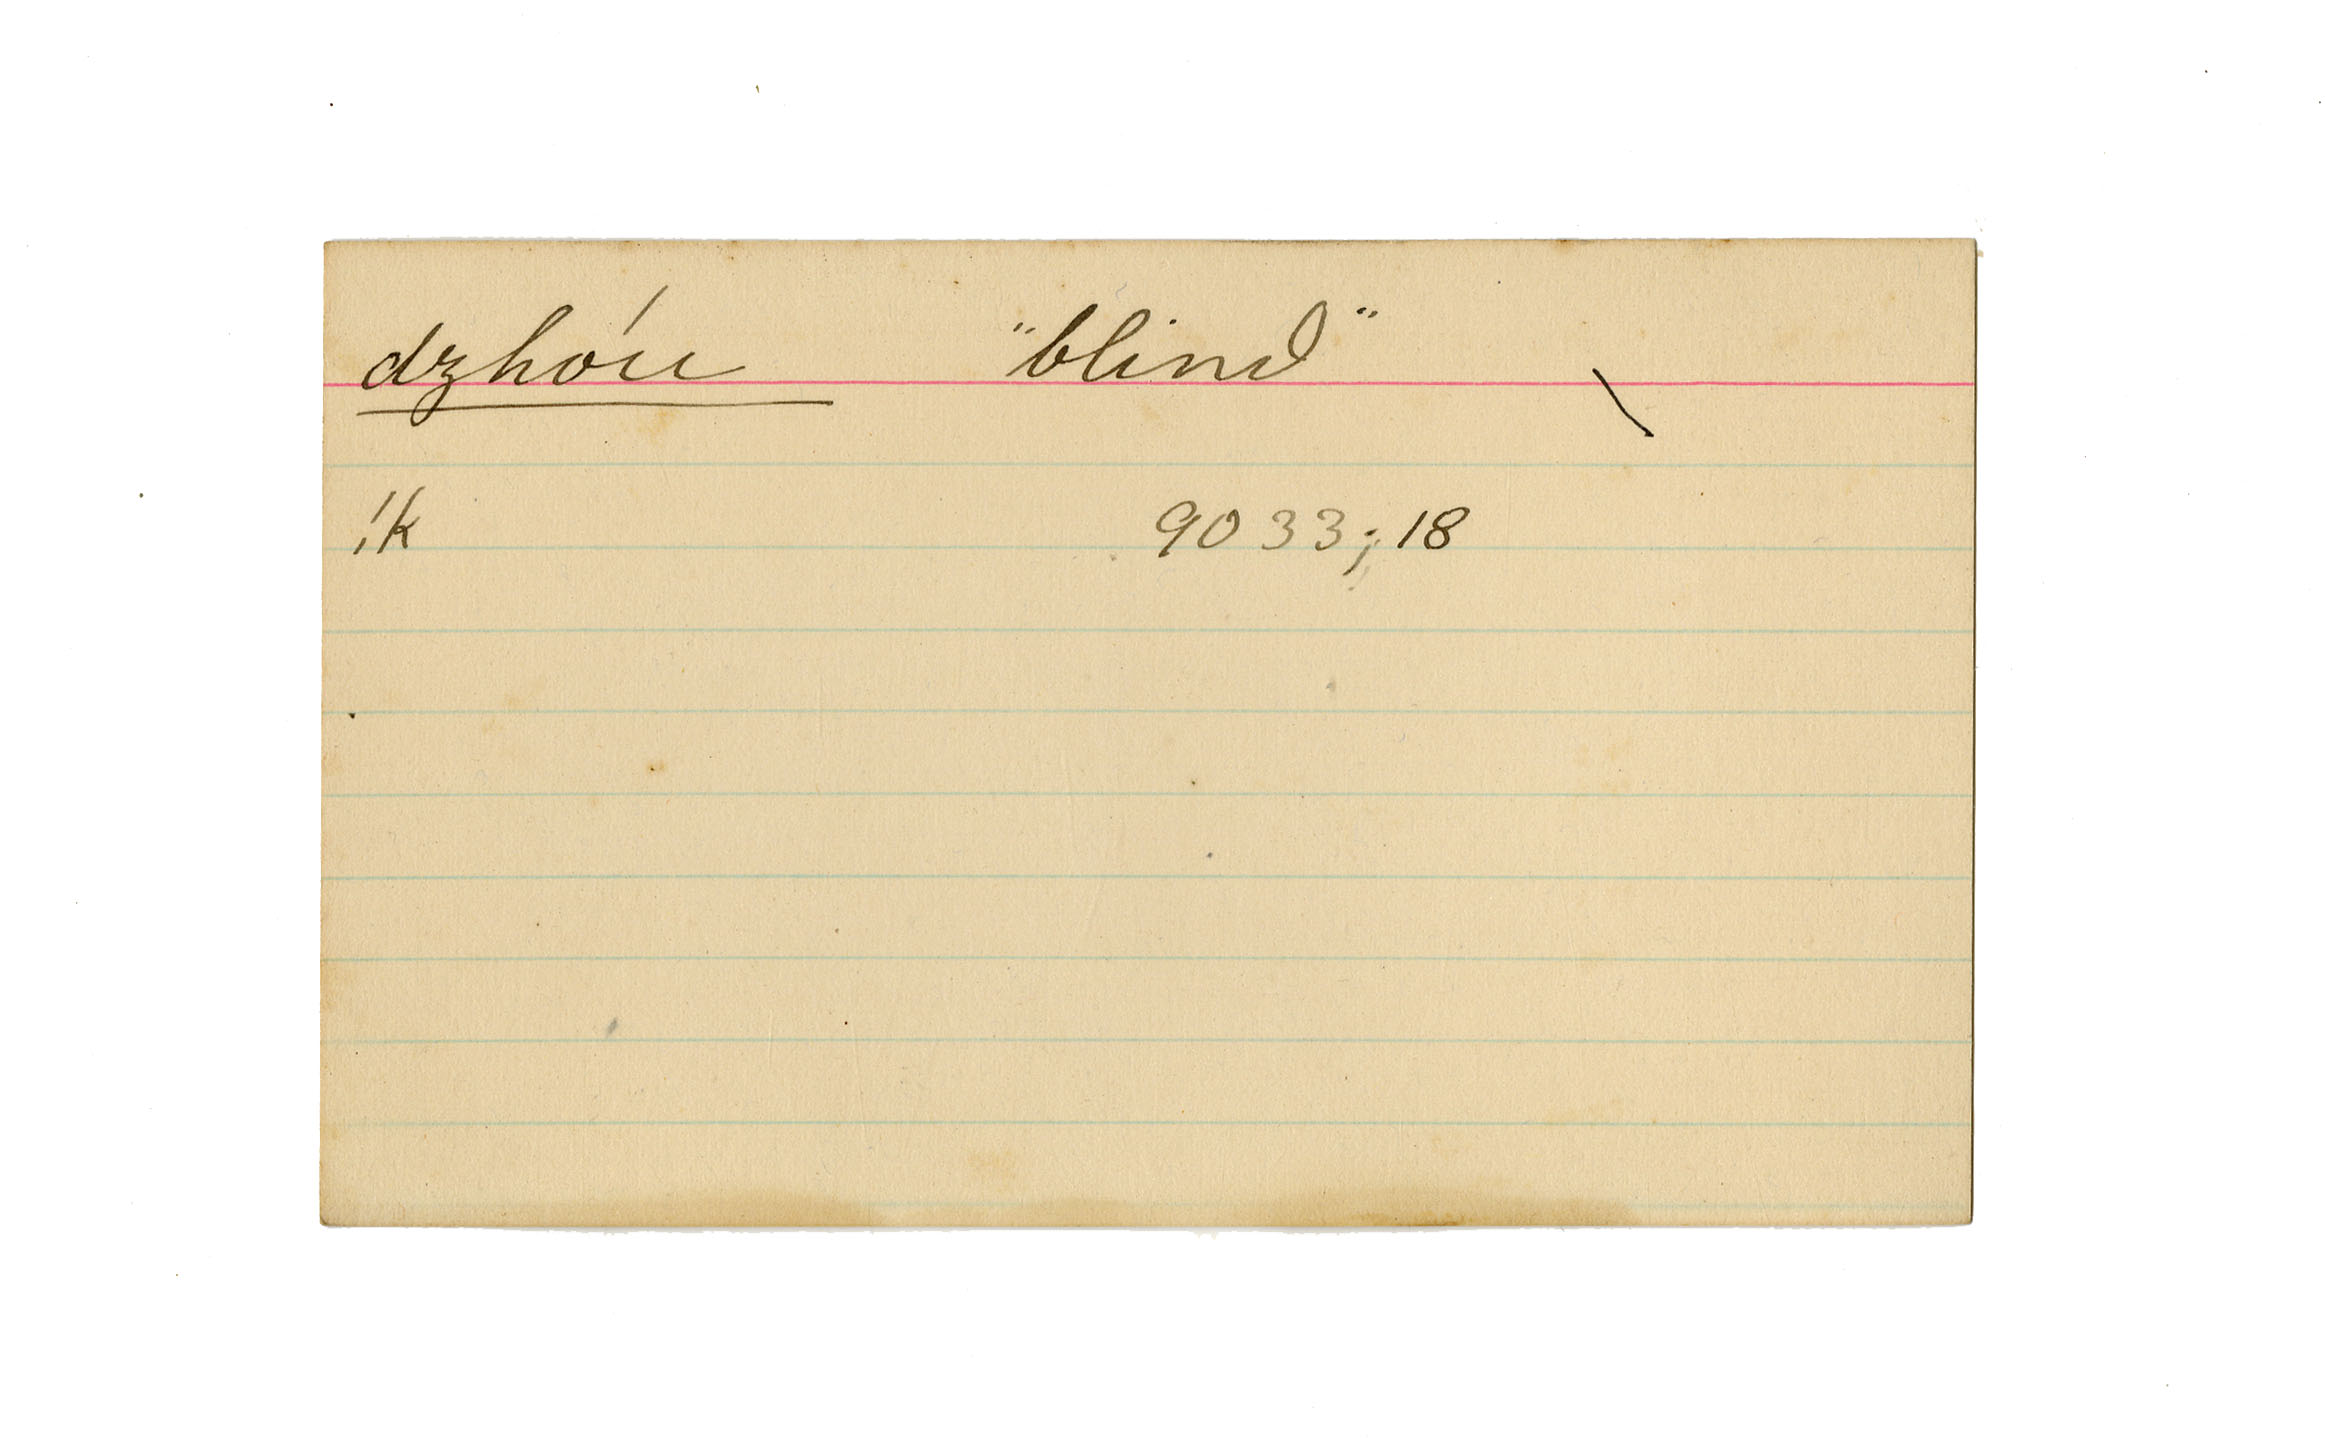 dzhóu "blind" \
!k 9033; 18